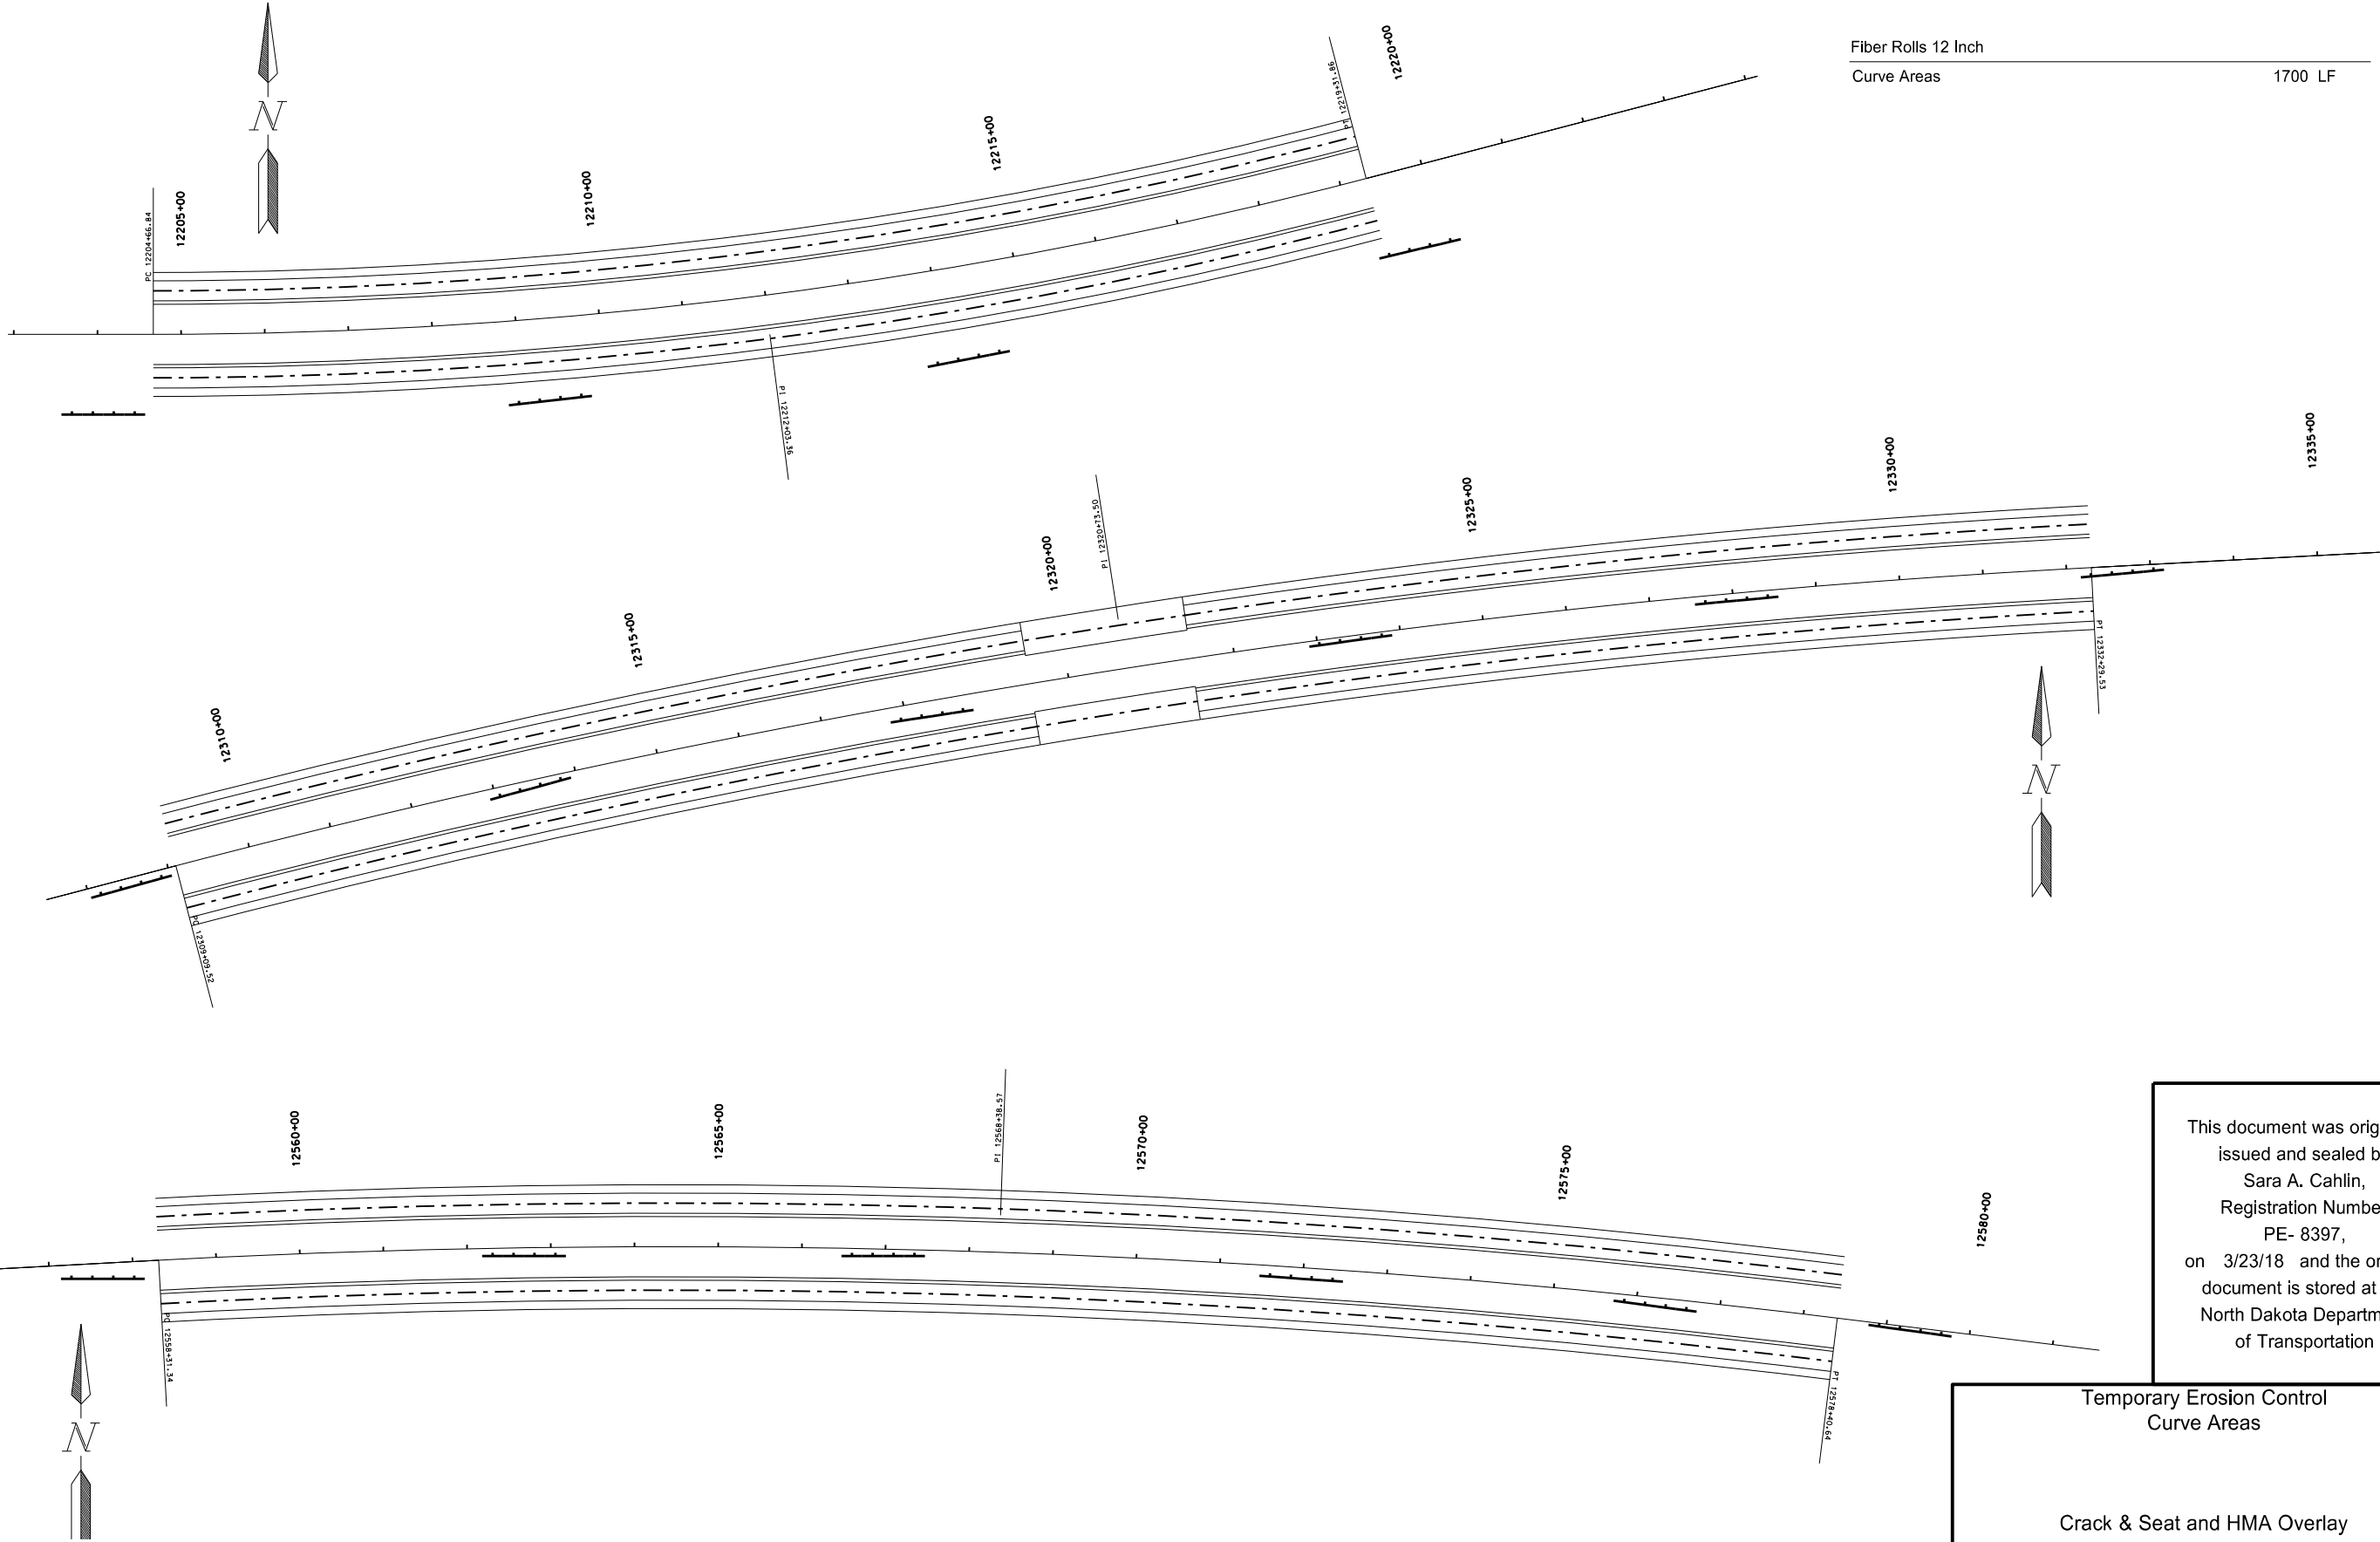 Fiber Rolls 12 Inch
Curve Areas 1700 LF
N
PC 12204+66.84
12205+00
12210+00
12215+00
PT 12219+31.86
12220+00
PI 12212+03.36
12310+00
12315+00
12320+00
PI 12320+73.50
12325+00
12330+00
12335+00
PC 12309+09.52
PT 12332+29.53
N
12560+00
12565+00
PI 12568+38.57
12570+00
12575+00
12580+00
PC 12558+31.34
PT 12578+40.64
N
This document was orig
issued and sealed b
Sara A. Cahlin,
Registration Numbe
PE- 8397,
on 3/23/18 and the or
document is stored at
North Dakota Departm
of Transportation
Temporary Erosion Control
Curve Areas
Crack & Seat and HMA Overlay